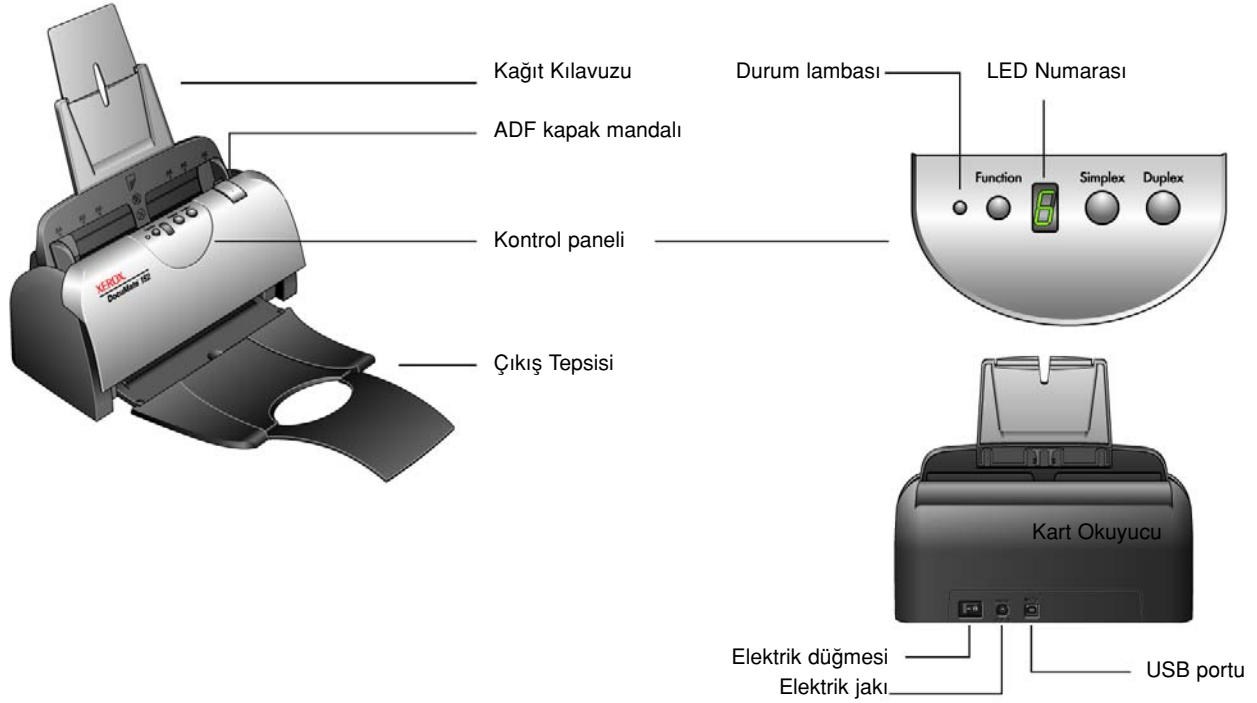 Kağıt Kılavuzu
ADF kapak mandalı
Kontrol paneli
Çıkış Tepsisi
XEROX
DocuMate 152
Durum lambası
LED Numarası
Function
6
Simplex
Duplex
Kart Okuyucu
Elektrik düğmesi
Elektrik jakı
USB portu